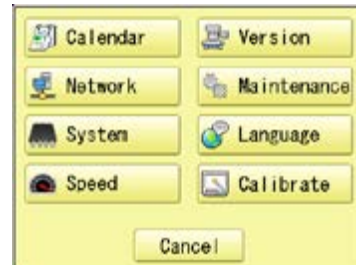 Calendar
Version
Network
Maintenance
System
Language
Speed
Calibrate
Cancel